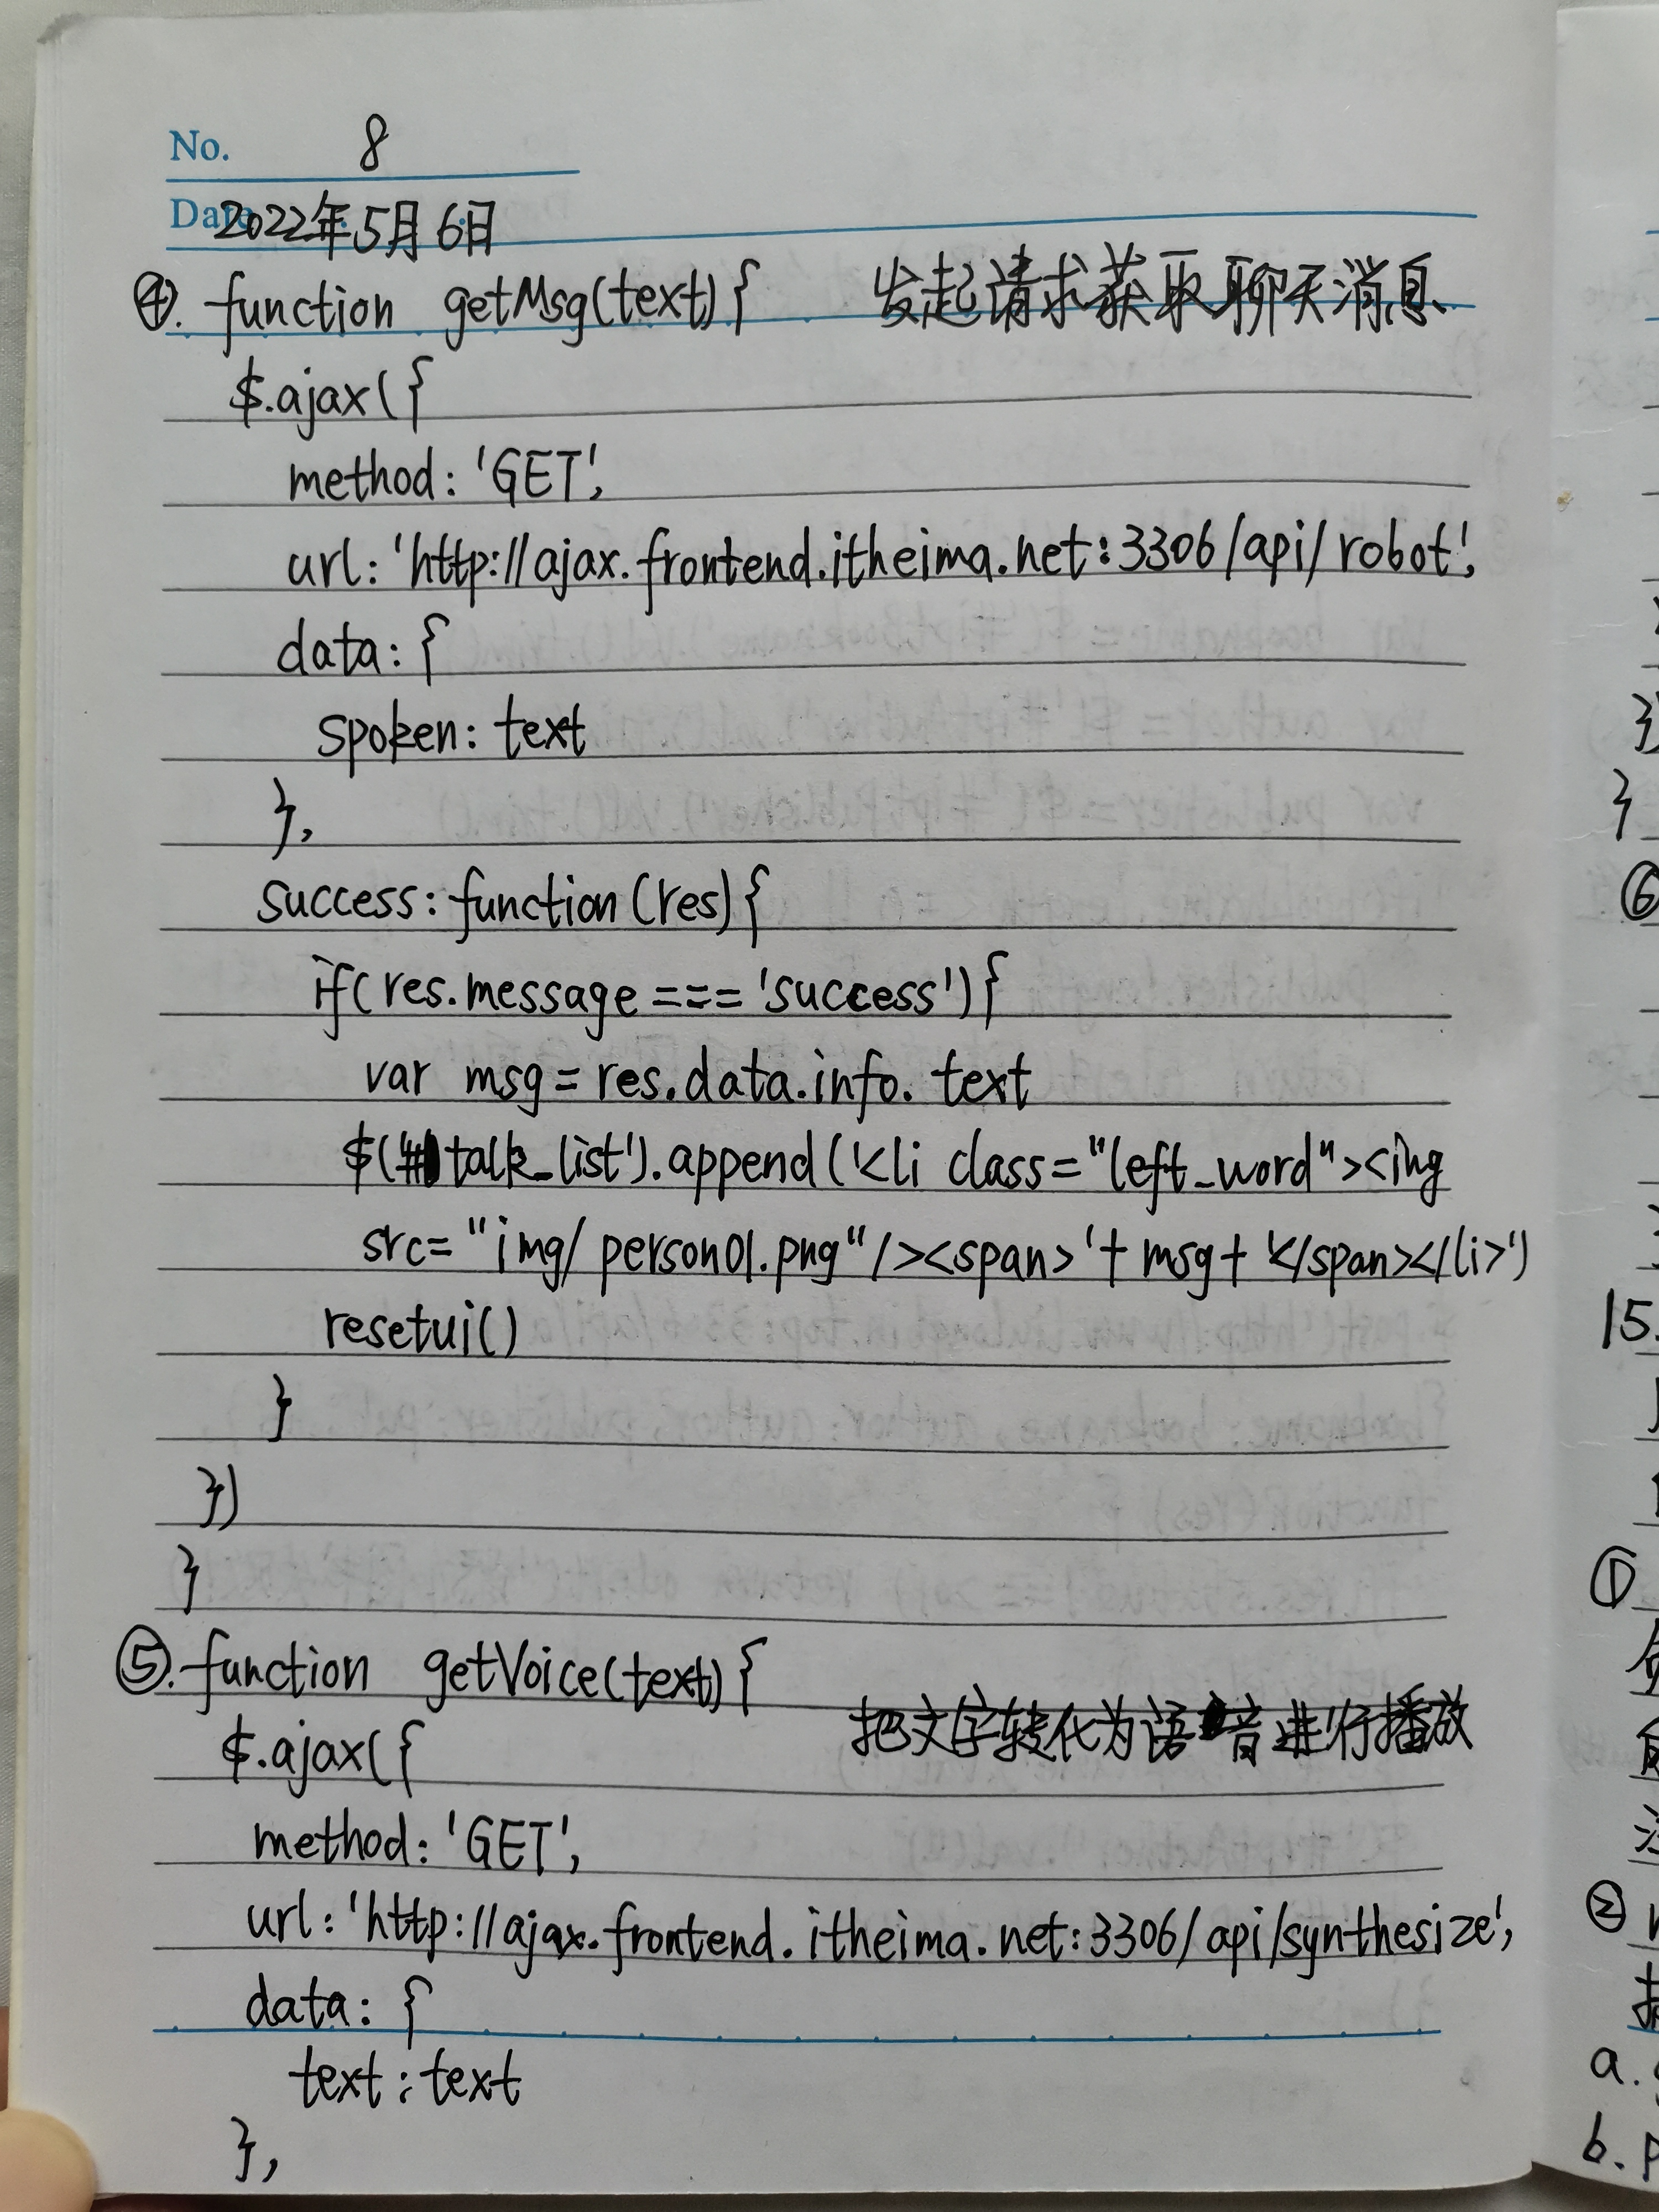 No. 8
Date 2022年5月6日
④. function getMsg(text){ 发起请求获取聊天消息
$.ajax({
method: 'GET',
url: 'http://ajax.frontend.itheima.net:3306/api/robot',
data: {
spoken: text
},
success: function(res){
if(res.message === 'success'){
var msg = res.data.info. text
$('#talk_list').append('<li class="left_word"><img
src="img/person01.png"/><span>'+ msg+ '</span></li>')
resetui()
}
})
}
⑤. function getVoice(text){
$.ajax({ 把文字转化为语音进行播放
method: 'GET',
url: 'http://ajax.frontend.itheima.net:3306/api/synthesize',
data: {
text: text
},
}
⑥
15.
①
②
a.
b.